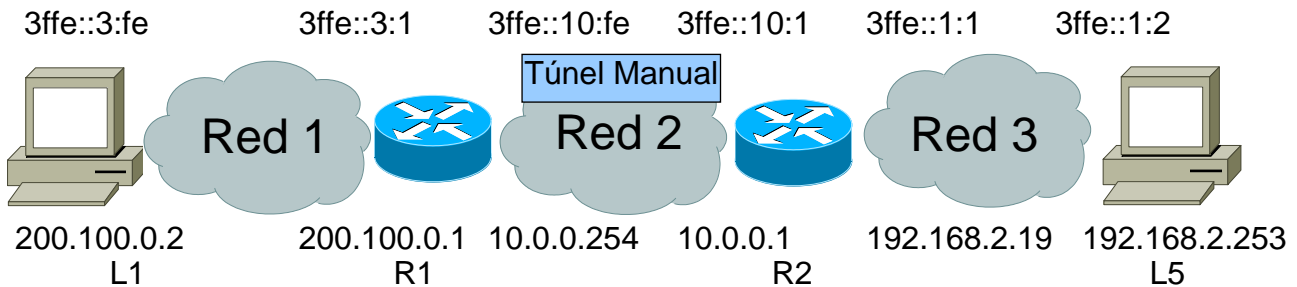 3ffe::3:fe 3ffe::3:1 3ffe::10:fe 3ffe::10:1 3ffe::1:1 3ffe::1:2
Túnel Manual
Red 1 Red 2 Red 3
200.100.0.2 200.100.0.1 10.0.0.254 10.0.0.1 192.168.2.19 192.168.2.253
L1 R1 R2 L5